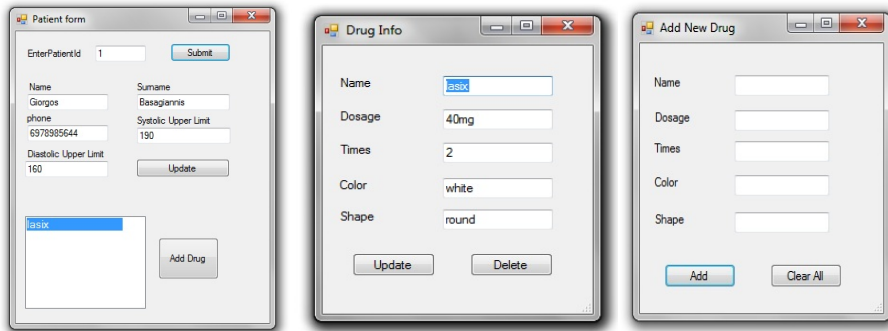 Patient form
EnterPatientId 1 Submit
Name Surname
Giorgos Basagiannis
phone Systolic Upper Limit
6978985644 190
Diastolic Upper Limit
160 Update
lasix
Add Drug
Drug Info
Name lasix
Dosage 40mg
Times 2
Color white
Shape round
Update Delete
Add New Drug
Name
Dosage
Times
Color
Shape
Add Clear All